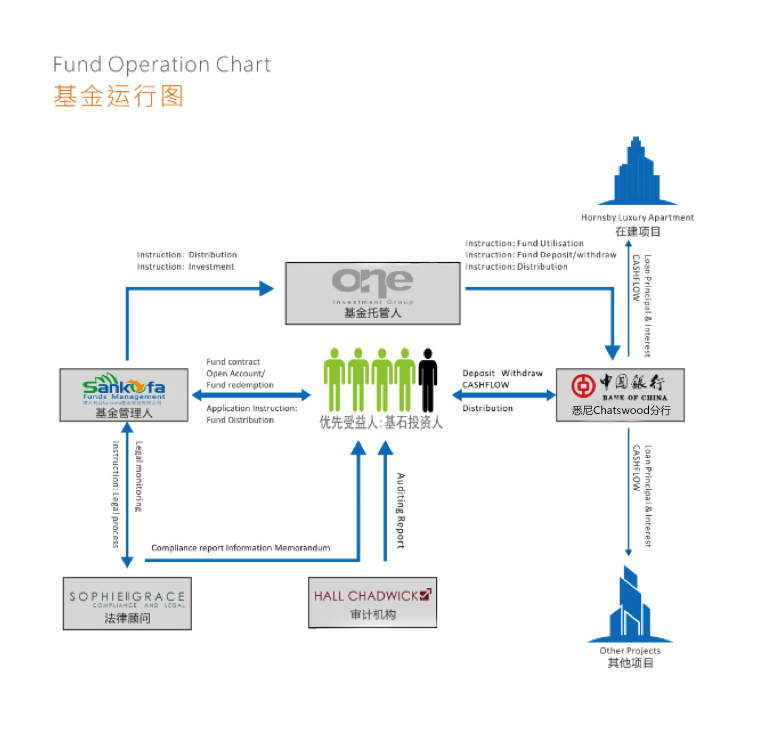 Fund Operation Chart
基金运行图
Hornsby Luxury Apartment
在建项目
Instruction: Distribution
Instruction: Investment
one
Investment Group
基金托管人
Instruction: Fund Utilisation
Instruction: Fund Deposit/withdraw
Instruction: Distribution
Loan Principal & Interest
CASHFLOW
Sankofa
Funds Management
基金管理人
Fund contract
Open Account/
Fund redemption
Application Instruction:
Fund Distribution
优先受益人:基石投资人
Deposit Withdraw
CASHFLOW
Distribution
中国银行
BANK OF CHINA
悉尼Chatswood分行
Legal monitoring
Instruction: Legal process
Compliance report Information Memorandum
Auditing Report
Loan Principal & Interest
CASHFLOW
SOPHIE GRACE
COMPLIANCE AND LEGAL
法律顾问
HALL CHADWICK
审计机构
Other Projects
其他项目